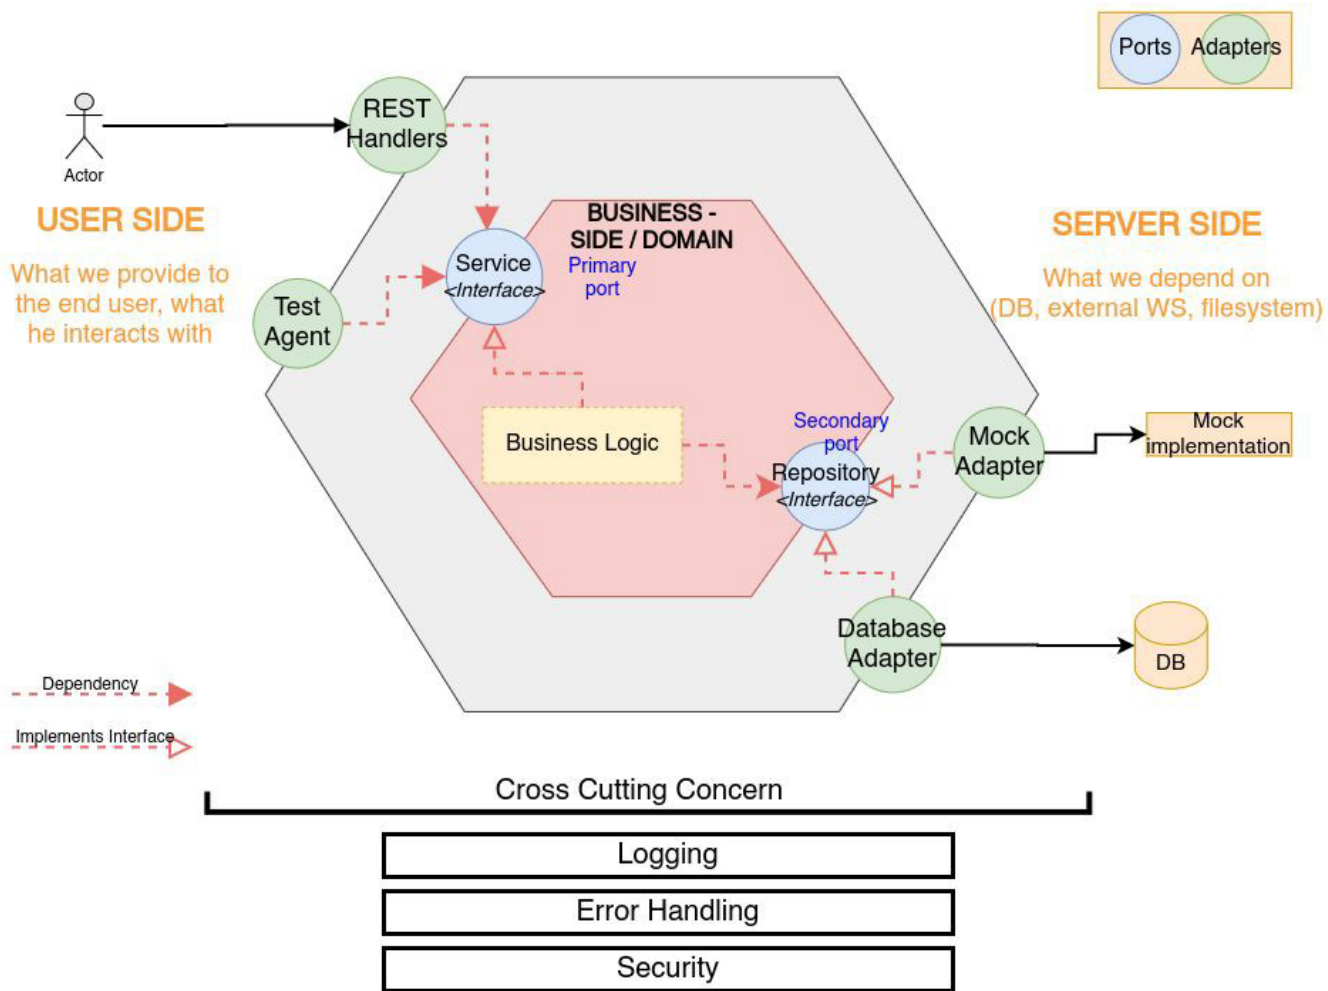 Ports
Adapters
REST
Handlers
Actor
USER SIDE
What we provide to
the end user, what
he interacts with
BUSINESS -
SIDE / DOMAIN
Service
<Interface>
Primary
port
Test
Agent
SERVER SIDE
What we depend on
(DB, external WS, filesystem)
Business Logic
Secondary
port
Repository
<Interface>
Mock
Adapter
Mock
implementation
Database
Adapter
DB
Dependency
Implements Interface
Cross Cutting Concern
Logging
Error Handling
Security